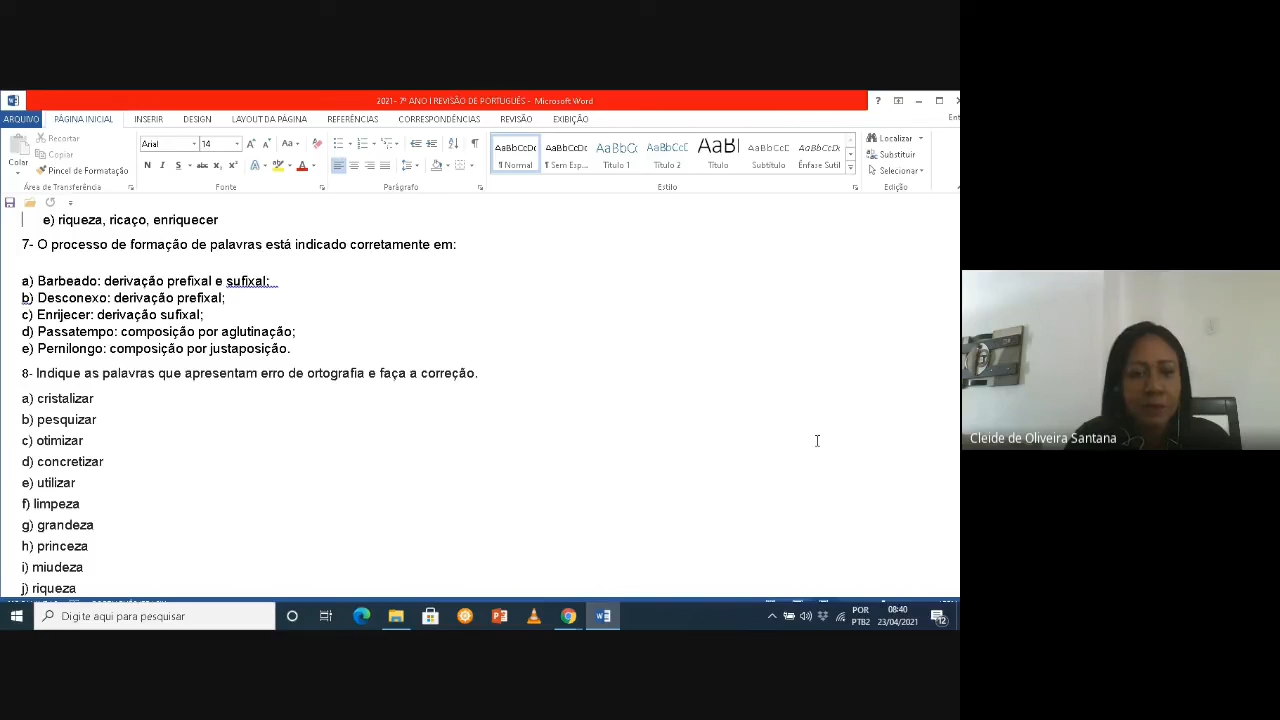 2021- 7º ANO I REVISÃO DE PORTUGUÊS - Microsoft Word
ARQUIVO PÁGINA INICIAL INSERIR DESIGN LAYOUT DA PÁGINA REFERÊNCIAS CORRESPONDÊNCIAS REVISÃO EXIBIÇÃO Ent
Colar
Recortar
Copiar
Pincel de Formatação
Área de Transferência
Arial 14
N I S abc x₂ x²
Fonte
Parágrafo
AaBbCcDc AaBbCcDc AaBbCc AaBbCcE AaBl AaBbCcD AaBbCcDc
¶ Normal ¶ Sem Esp... Título 1 Título 2 Título Subtítulo Ênfase Sutil
Estilo
Localizar
Substituir
Selecionar
Edição
e) riqueza, ricaço, enriquecer
7- O processo de formação de palavras está indicado corretamente em:
a) Barbeado: derivação prefixal e sufixal;
b) Desconexo: derivação prefixal;
c) Enrijecer: derivação sufixal;
d) Passatempo: composição por aglutinação;
e) Pernilongo: composição por justaposição.
8- Indique as palavras que apresentam erro de ortografia e faça a correção.
a) cristalizar
b) pesquizar
c) otimizar
d) concretizar
e) utilizar
f) limpeza
g) grandeza
h) princeza
i) miudeza
j) riqueza
Cleide de Oliveira Santana
Digite aqui para pesquisar
POR
PTB2
08:40
23/04/2021
12